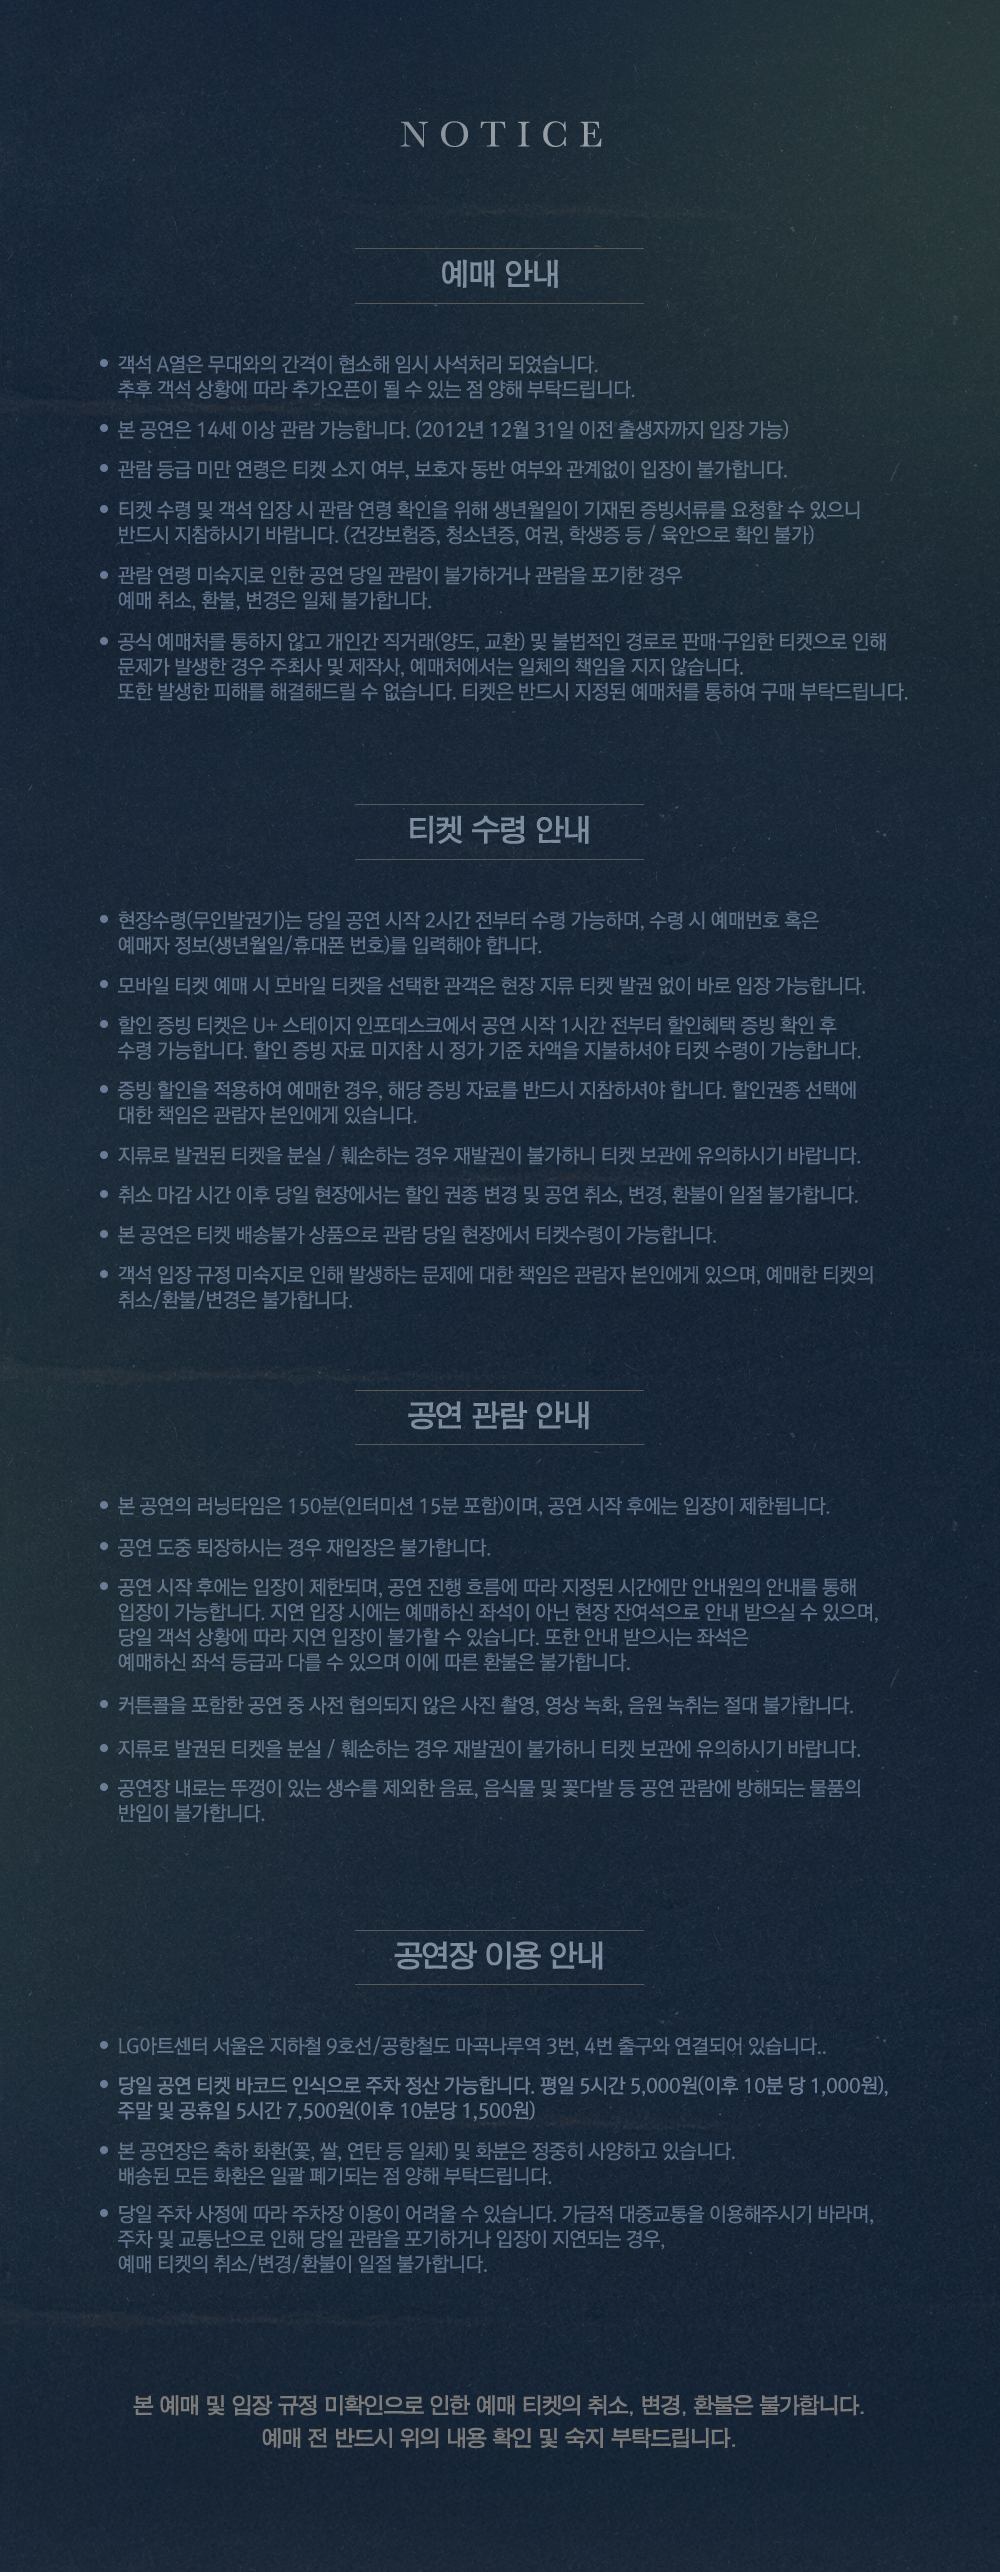 NOTICE
예매 안내
• 객석 A열은 무대와의 간격이 협소해 임시 사석처리 되었습니다.
추후 객석 상황에 따라 추가오픈이 될 수 있는 점 양해 부탁드립니다.
• 본 공연은 14세 이상 관람 가능합니다. (2012년 12월 31일 이전 출생자까지 입장 가능)
• 관람 등급 미만 연령은 티켓 소지 여부, 보호자 동반 여부와 관계없이 입장이 불가합니다.
• 티켓 수령 및 객석 입장 시 관람 연령 확인을 위해 생년월일이 기재된 증빙서류를 요청할 수 있으니
반드시 지참하시기 바랍니다. (건강보험증, 청소년증, 여권, 학생증 등 / 육안으로 확인 불가)
• 관람 연령 미숙지로 인한 공연 당일 관람이 불가하거나 관람을 포기한 경우
예매 취소, 환불, 변경은 일체 불가합니다.
• 공식 예매처를 통하지 않고 개인간 직거래(양도, 교환) 및 불법적인 경로로 판매·구입한 티켓으로 인해
문제가 발생한 경우 주최사 및 제작사, 예매처에서는 일체의 책임을 지지 않습니다.
또한 발생한 피해를 해결해드릴 수 없습니다. 티켓은 반드시 지정된 예매처를 통하여 구매 부탁드립니다.
티켓 수령 안내
• 현장수령(무인발권기)는 당일 공연 시작 2시간 전부터 수령 가능하며, 수령 시 예매번호 혹은
예매자 정보(생년월일/휴대폰 번호)를 입력해야 합니다.
• 모바일 티켓 예매 시 모바일 티켓을 선택한 관객은 현장 지류 티켓 발권 없이 바로 입장 가능합니다.
• 할인 증빙 티켓은 U+ 스테이지 인포데스크에서 공연 시작 1시간 전부터 할인혜택 증빙 확인 후
수령 가능합니다. 할인 증빙 자료 미지참 시 정가 기준 차액을 지불하셔야 티켓 수령이 가능합니다.
• 증빙 할인을 적용하여 예매한 경우, 해당 증빙 자료를 반드시 지참하셔야 합니다. 할인권종 선택에
대한 책임은 관람자 본인에게 있습니다.
• 지류로 발권된 티켓을 분실 / 훼손하는 경우 재발권이 불가하니 티켓 보관에 유의하시기 바랍니다.
• 취소 마감 시간 이후 당일 현장에서는 할인 권종 변경 및 공연 취소, 변경, 환불이 일절 불가합니다.
• 본 공연은 티켓 배송불가 상품으로 관람 당일 현장에서 티켓수령이 가능합니다.
• 객석 입장 규정 미숙지로 인해 발생하는 문제에 대한 책임은 관람자 본인에게 있으며, 예매한 티켓의
취소/환불/변경은 불가합니다.
공연 관람 안내
• 본 공연의 러닝타임은 150분(인터미션 15분 포함)이며, 공연 시작 후에는 입장이 제한됩니다.
• 공연 도중 퇴장하시는 경우 재입장은 불가합니다.
• 공연 시작 후에는 입장이 제한되며, 공연 진행 흐름에 따라 지정된 시간에만 안내원의 안내를 통해
입장이 가능합니다. 지연 입장 시에는 예매하신 좌석이 아닌 현장 잔여석으로 안내 받으실 수 있으며,
당일 객석 상황에 따라 지연 입장이 불가할 수 있습니다. 또한 안내 받으시는 좌석은
예매하신 좌석 등급과 다를 수 있으며 이에 따른 환불은 불가합니다.
• 커튼콜을 포함한 공연 중 사전 협의되지 않은 사진 촬영, 영상 녹화, 음원 녹취는 절대 불가합니다.
• 지류로 발권된 티켓을 분실 / 훼손하는 경우 재발권이 불가하니 티켓 보관에 유의하시기 바랍니다.
• 공연장 내로는 뚜껑이 있는 생수를 제외한 음료, 음식물 및 꽃다발 등 공연 관람에 방해되는 물품의
반입이 불가합니다.
공연장 이용 안내
• LG아트센터 서울은 지하철 9호선/공항철도 마곡나루역 3번, 4번 출구와 연결되어 있습니다..
• 당일 공연 티켓 바코드 인식으로 주차 정산 가능합니다. 평일 5시간 5,000원(이후 10분 당 1,000원),
주말 및 공휴일 5시간 7,500원(이후 10분당 1,500원)
• 본 공연장은 축하 화환(꽃, 쌀, 연탄 등 일체) 및 화분은 정중히 사양하고 있습니다.
배송된 모든 화환은 일괄 폐기되는 점 양해 부탁드립니다.
• 당일 주차 사정에 따라 주차장 이용이 어려울 수 있습니다. 가급적 대중교통을 이용해주시기 바라며,
주차 및 교통난으로 인해 당일 관람을 포기하거나 입장이 지연되는 경우,
예매 티켓의 취소/변경/환불이 일절 불가합니다.
본 예매 및 입장 규정 미확인으로 인한 예매 티켓의 취소, 변경, 환불은 불가합니다.
예매 전 반드시 위의 내용 확인 및 숙지 부탁드립니다.